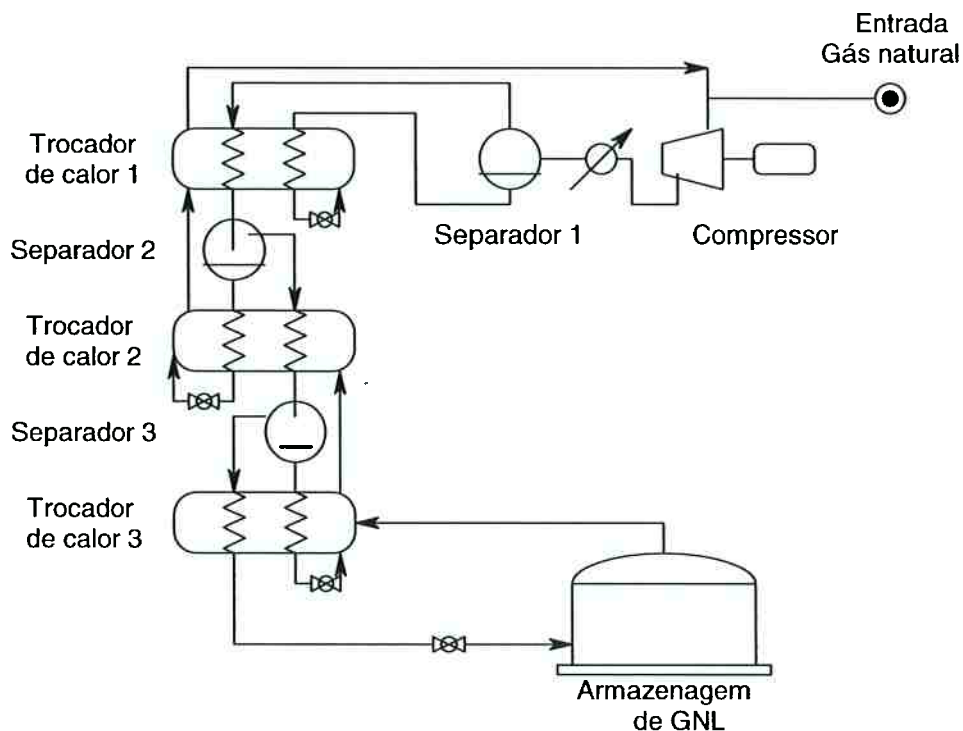 Entrada
Gás natural
Trocador
de calor 1
Separador 1
Compressor
Separador 2
Trocador
de calor 2
Separador 3
Trocador
de calor 3
Armazenagem
de GNL